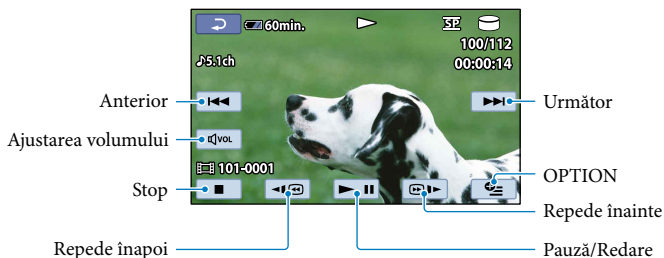 60min.
SP
100/112
♪5.1ch
00:00:14
Anterior
Următor
Ajustarea volumului
VOL
101-0001
Stop
OPTION
Repede înainte
Repede înapoi
Pauză/Redare